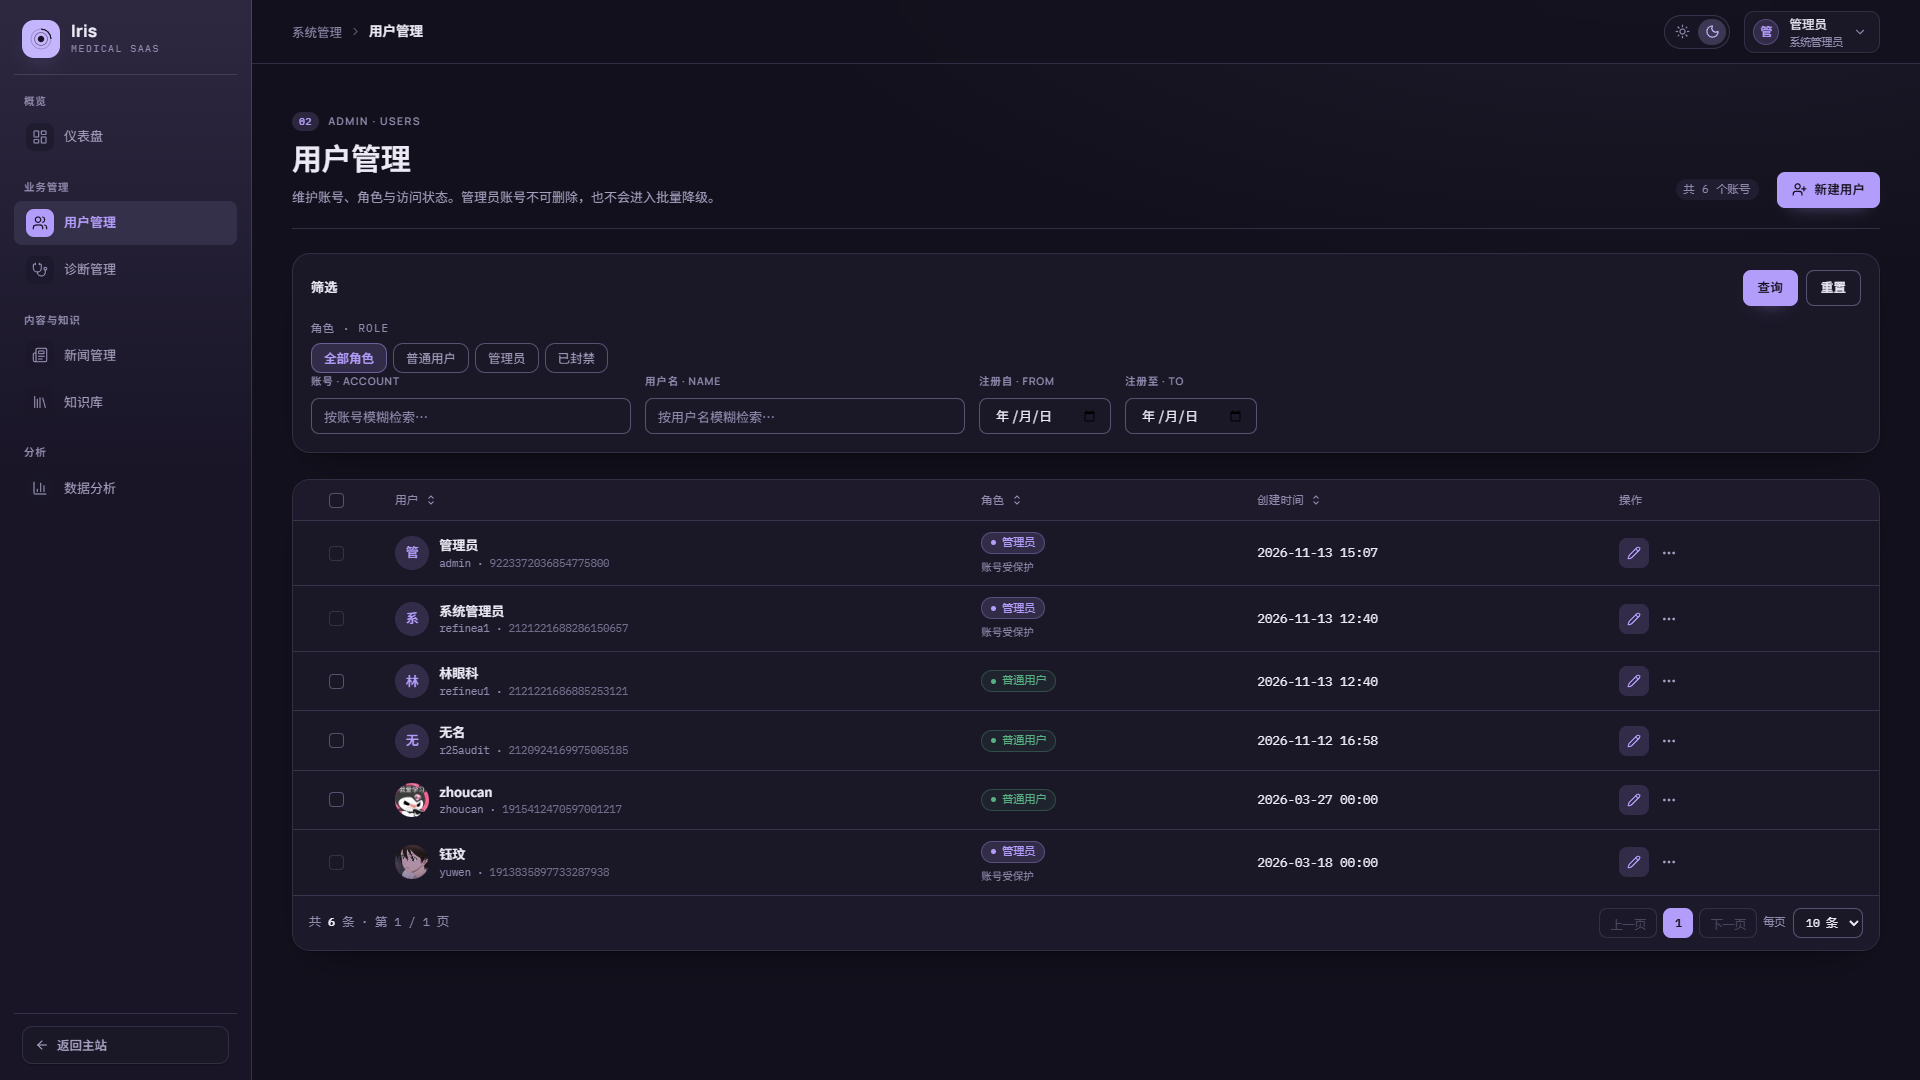 Iris
MEDICAL SAAS
概览
仪表盘
业务管理
用户管理
诊断管理
内容与知识
新闻管理
知识库
分析
数据分析
返回主站
系统管理 > 用户管理
管 管理员
系统管理员
02 ADMIN · USERS
用户管理
维护账号、角色与访问状态。管理员账号不可删除，也不会进入批量降级。
共 6 个账号
新建用户
筛选
查询 重置
角色 · ROLE
全部角色 普通用户 管理员 已封禁
账号 · ACCOUNT 用户名 · NAME 注册自 · FROM 注册至 · TO
按账号模糊检索… 按用户名模糊检索… 年/月/日 年/月/日
用户 角色 创建时间 操作
管 管理员 管理员 2026-11-13 15:07
admin · 9223372036854775800 账号受保护
系 系统管理员 管理员 2026-11-13 12:40
refinea1 · 2121221688286150657 账号受保护
林 林眼科 普通用户 2026-11-13 12:40
refineu1 · 2121221686885253121
无 无名 普通用户 2026-11-12 16:58
r25audit · 2120924169975005185
我爱学习
zhoucan 普通用户 2026-03-27 00:00
zhoucan · 1915412470597001217
钰玟 管理员 2026-03-18 00:00
yuwen · 1913835897733287938 账号受保护
共 6 条 · 第 1 / 1 页
上一页 1 下一页 每页 10 条